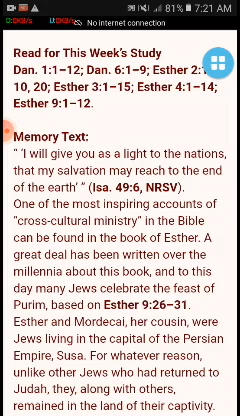 U:0KB/s
81% 7:21 AM
No internet connection
Read for This Week's Study
Dan. 1:1–12; Dan. 6:1–9; Esther 2:1
10, 20; Esther 3:1–15; Esther 4:1–14;
Esther 9:1–12.
Memory Text:
“ ‘I will give you as a light to the nations,
that my salvation may reach to the end
of the earth’ ” (Isa. 49:6, NRSV).
One of the most inspiring accounts of
"cross-cultural ministry" in the Bible
can be found in the book of Esther. A
great deal has been written over the
millennia about this book, and to this
day many Jews celebrate the feast of
Purim, based on Esther 9:26–31.
Esther and Mordecai, her cousin, were
Jews living in the capital of the Persian
Empire, Susa. For whatever reason,
unlike other Jews who had returned to
Judah, they, along with others,
remained in the land of their captivity.